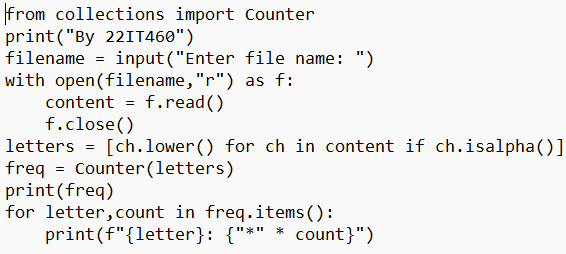 from collections import Counter
print("By 22IT460")
filename = input("Enter file name: ")
with open(filename,"r") as f:
    content = f.read()
    f.close()
letters = [ch.lower() for ch in content if ch.isalpha()]
freq = Counter(letters)
print(freq)
for letter,count in freq.items():
    print(f"{letter}: {"*" * count}")